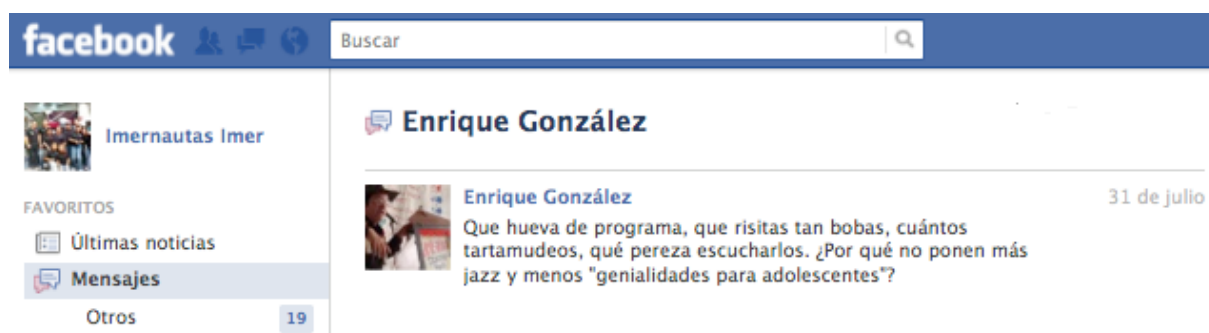 facebook
Buscar
Imernautas Imer
FAVORITOS
Últimas noticias
Mensajes
Otros 19
Enrique González
Enrique González 31 de julio
Que hueva de programa, que risitas tan bobas, cuántos
tartamudeos, qué pereza escucharlos. ¿Por qué no ponen más
jazz y menos "genialidades para adolescentes"?